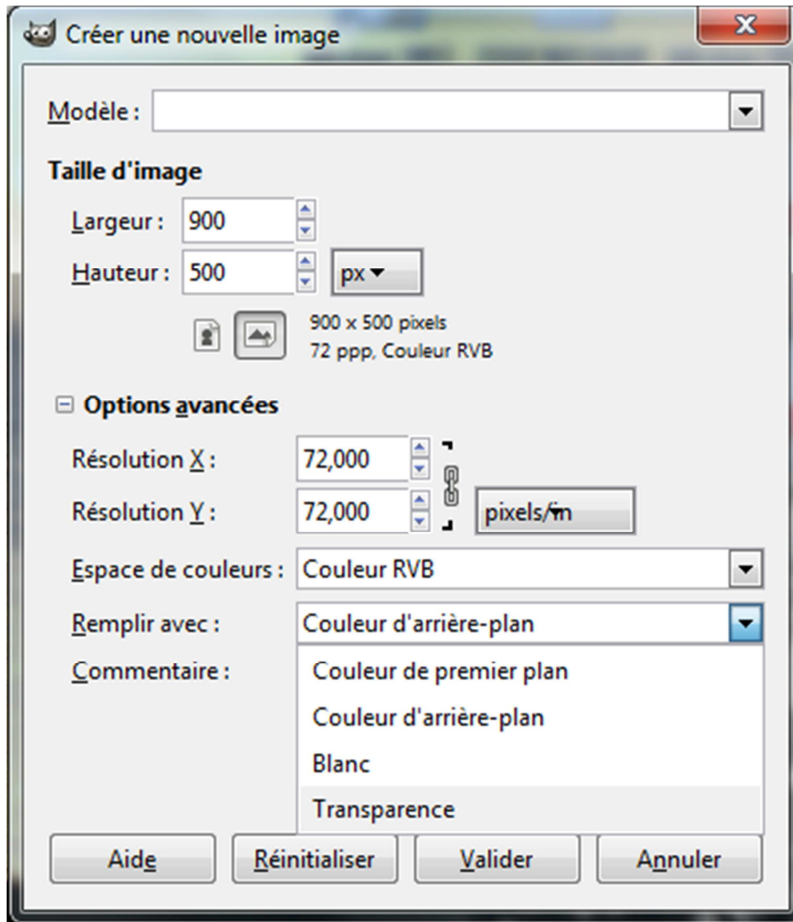 Créer une nouvelle image
Modèle :
Taille d'image
Largeur : 900
Hauteur : 500 px
900 x 500 pixels
72 ppp, Couleur RVB
Options avancées
Résolution X : 72,000
Résolution Y : 72,000 pixels/in
Espace de couleurs : Couleur RVB
Remplir avec : Couleur d'arrière-plan
Commentaire : Couleur de premier plan
Couleur d'arrière-plan
Blanc
Transparence
Aide Réinitialiser Valider Annuler